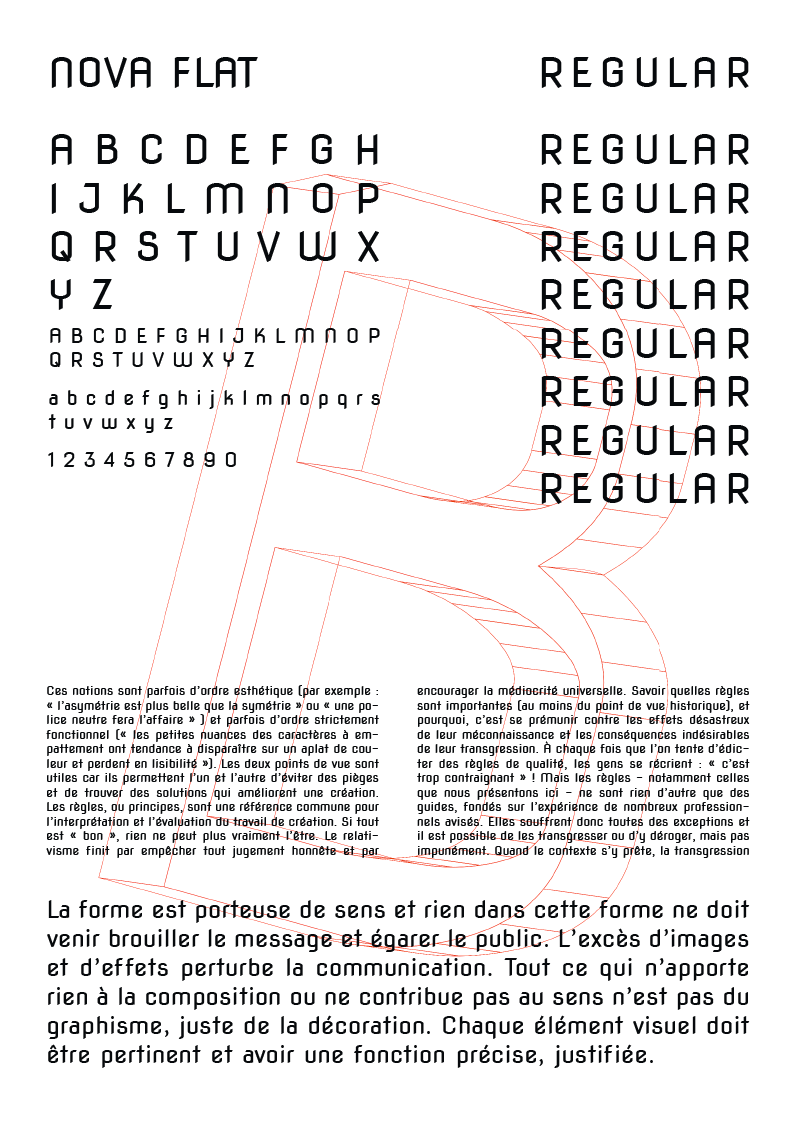 NOVA FLAT
REGULAR
A B C D E F G H
I J K L M N O P
Q R S T U V W X
Y Z
A B C D E F G H I J K L M N O P
Q R S T U V W X Y Z
a b c d e f g h i j k l m n o p q r s
t u v w x y z
1 2 3 4 5 6 7 8 9 0
REGULAR
REGULAR
REGULAR
REGULAR
REGULAR
REGULAR
REGULAR
REGULAR
Ces notions sont parfois d’ordre esthétique (par exemple :
« l’asymétrie est plus belle que la symétrie » ou « une po-
lice neutre fera l’affaire » ) et parfois d’ordre strictement
fonctionnel (« les petites nuances des caractères à em-
pattement ont tendance à disparaître sur un aplat de cou-
leur et perdent en lisibilité »). Les deux points de vue sont
utiles car ils permettent l’un et l’autre d’éviter des pièges
et de trouver des solutions qui améliorent une création.
Les règles, ou principes, sont une référence commune pour
l’interprétation et l’évaluation du travail de création. Si tout
est « bon », rien ne peut plus vraiment l’être. Le relati-
visme finit par empêcher tout jugement honnête et par
encourager la médiocrité universelle. Savoir quelles règles
sont importantes (au moins du point de vue historique), et
pourquoi, c’est se prémunir contre les effets désastreux
de leur méconnaissance et les conséquences indésirables
de leur transgression. À chaque fois que l’on tente d’édic-
ter des règles de qualité, les gens se récrient : « c’est
trop contraignant » ! Mais les règles - notamment celles
que nous présentons ici - ne sont rien d’autre que des
guides, fondés sur l’expérience de nombreux profession-
nels avisés. Elles souffrent donc toutes des exceptions et
il est possible de les transgresser ou d’y déroger, mais pas
impunément. Quand le contexte s’y prête, la transgression
La forme est porteuse de sens et rien dans cette forme ne doit
venir brouiller le message et égarer le public. L’excès d’images
et d’effets perturbe la communication. Tout ce qui n’apporte
rien à la composition ou ne contribue pas au sens n’est pas du
graphisme, juste de la décoration. Chaque élément visuel doit
être pertinent et avoir une fonction précise, justifiée.